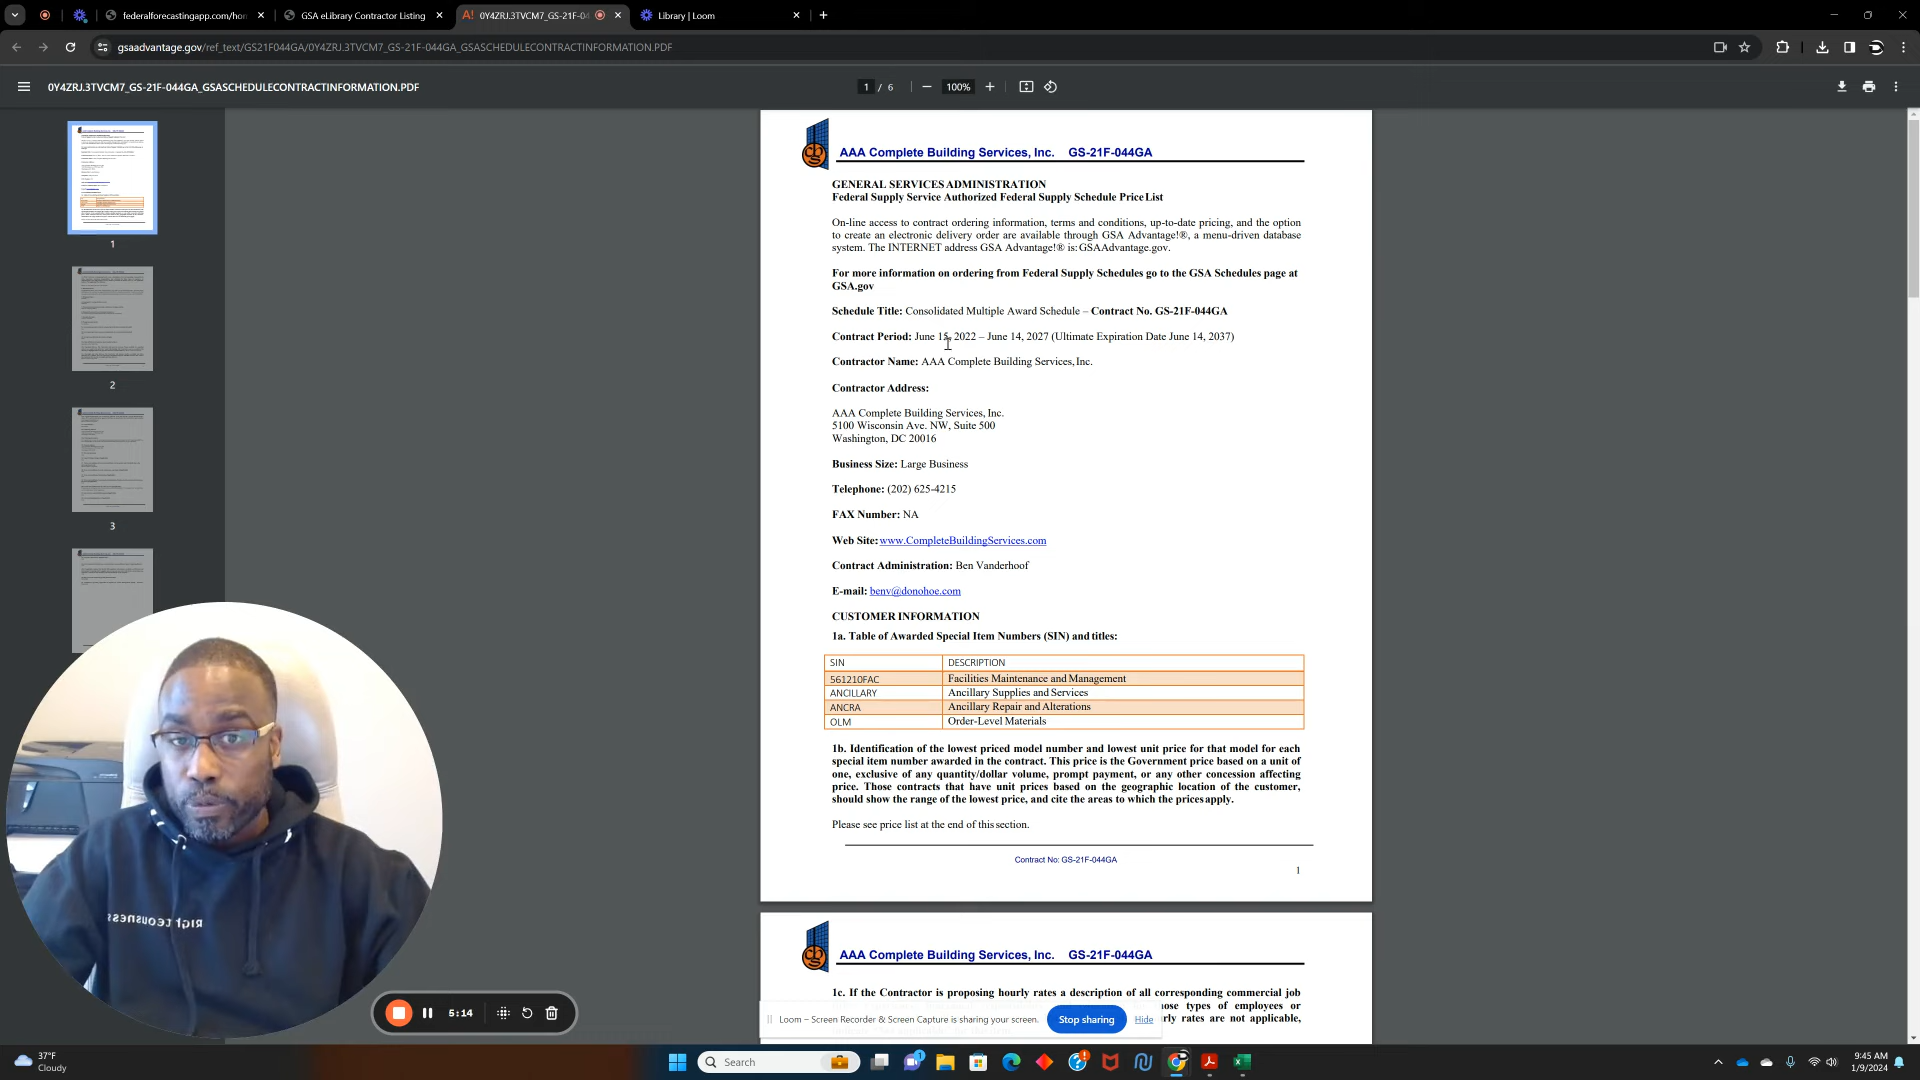 federalforecastingapp.com/hor
GSA eLibrary Contractor Listing
0Y4ZRJ.3TVCM7_GS-21F-04
Library | Loom
gsaadvantage.gov/ref_text/GS21F044GA/0Y4ZRJ.3TVCM7_GS-21F-044GA_GSASCHEDULECONTRACTINFORMATION.PDF
0Y4ZRJ.3TVCM7_GS-21F-044GA_GSASCHEDULECONTRACTINFORMATION.PDF
1 / 6
100%
1
2
3
AAA Complete Building Services, Inc. GS-21F-044GA
GENERAL SERVICES ADMINISTRATION
Federal Supply Service Authorized Federal Supply Schedule Price List
On-line access to contract ordering information, terms and conditions, up-to-date pricing, and the option
to create an electronic delivery order are available through GSA Advantage!®, a menu-driven database
system. The INTERNET address GSA Advantage!® is: GSAAdvantage.gov.
For more information on ordering from Federal Supply Schedules go to the GSA Schedules page at
GSA.gov
Schedule Title: Consolidated Multiple Award Schedule – Contract No. GS-21F-044GA
Contract Period: June 15, 2022 – June 14, 2027 (Ultimate Expiration Date June 14, 2037)
Contractor Name: AAA Complete Building Services, Inc.
Contractor Address:
AAA Complete Building Services, Inc.
5100 Wisconsin Ave. NW, Suite 500
Washington, DC 20016
Business Size: Large Business
Telephone: (202) 625-4215
FAX Number: NA
Web Site: www.CompleteBuildingServices.com
Contract Administration: Ben Vanderhoof
E-mail: benv@donohoe.com
CUSTOMER INFORMATION
1a. Table of Awarded Special Item Numbers (SIN) and titles:
SIN DESCRIPTION
561210FAC Facilities Maintenance and Management
ANCILLARY Ancillary Supplies and Services
ANCRA Ancillary Repair and Alterations
OLM Order-Level Materials
1b. Identification of the lowest priced model number and lowest unit price for that model for each
special item number awarded in the contract. This price is the Government price based on a unit of
one, exclusive of any quantity/dollar volume, prompt payment, or any other concession affecting
price. Those contracts that have unit prices based on the geographic location of the customer,
should show the range of the lowest price, and cite the areas to which the prices apply.
Please see price list at the end of this section.
Contract No: GS-21F-044GA
1
AAA Complete Building Services, Inc. GS-21F-044GA
1c. If the Contractor is proposing hourly rates a description of all corresponding commercial job
types of employees or
rates are not applicable,
Righteousness
5:14
Loom – Screen Recorder & Screen Capture is sharing your screen.
Stop sharing
Hide
37°F
Cloudy
Search
9:45 AM
1/9/2024